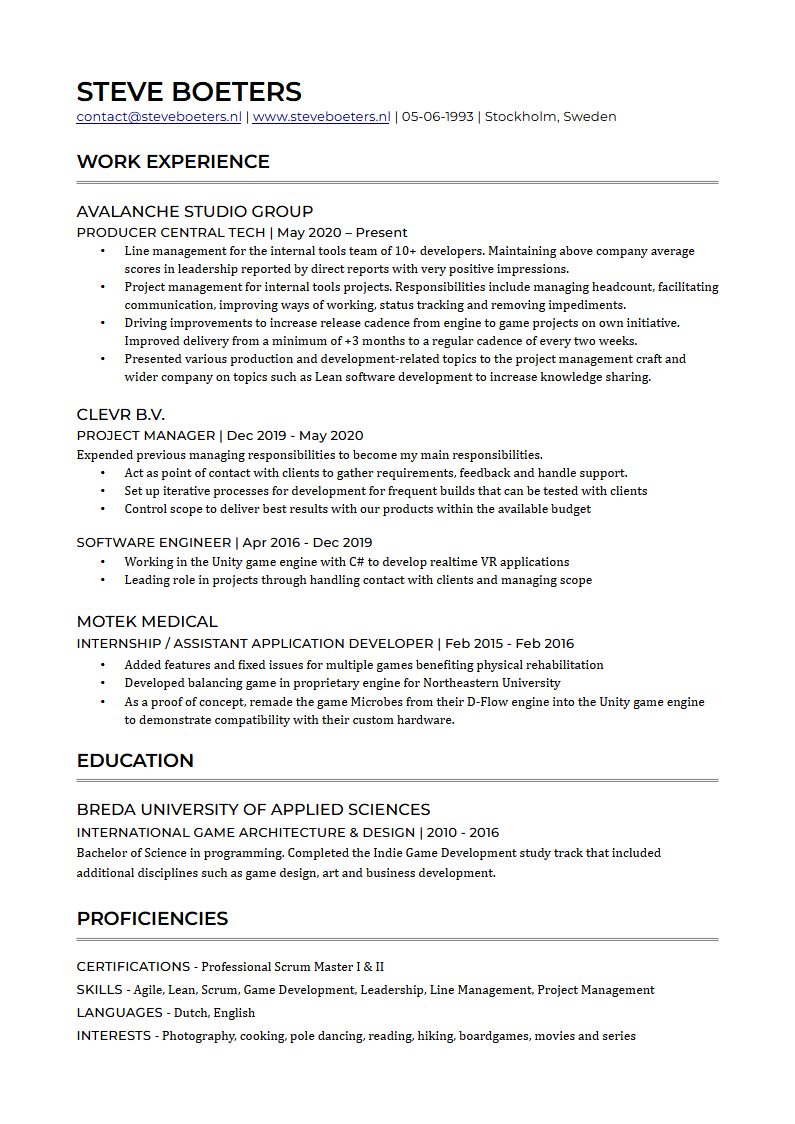 STEVE BOETERS
contact@steveboeters.nl | www.steveboeters.nl | 05-06-1993 | Stockholm, Sweden
WORK EXPERIENCE
AVALANCHE STUDIO GROUP
PRODUCER CENTRAL TECH | May 2020 – Present
• Line management for the internal tools team of 10+ developers. Maintaining above company average
scores in leadership reported by direct reports with very positive impressions.
• Project management for internal tools projects. Responsibilities include managing headcount, facilitating
communication, improving ways of working, status tracking and removing impediments.
• Driving improvements to increase release cadence from engine to game projects on own initiative.
Improved delivery from a minimum of +3 months to a regular cadence of every two weeks.
• Presented various production and development-related topics to the project management craft and
wider company on topics such as Lean software development to increase knowledge sharing.
CLEVR B.V.
PROJECT MANAGER | Dec 2019 - May 2020
Expended previous managing responsibilities to become my main responsibilities.
• Act as point of contact with clients to gather requirements, feedback and handle support.
• Set up iterative processes for development for frequent builds that can be tested with clients
• Control scope to deliver best results with our products within the available budget
SOFTWARE ENGINEER | Apr 2016 - Dec 2019
• Working in the Unity game engine with C# to develop realtime VR applications
• Leading role in projects through handling contact with clients and managing scope
MOTEK MEDICAL
INTERNSHIP / ASSISTANT APPLICATION DEVELOPER | Feb 2015 - Feb 2016
• Added features and fixed issues for multiple games benefiting physical rehabilitation
• Developed balancing game in proprietary engine for Northeastern University
• As a proof of concept, remade the game Microbes from their D-Flow engine into the Unity game engine
to demonstrate compatibility with their custom hardware.
EDUCATION
BREDA UNIVERSITY OF APPLIED SCIENCES
INTERNATIONAL GAME ARCHITECTURE & DESIGN | 2010 - 2016
Bachelor of Science in programming. Completed the Indie Game Development study track that included
additional disciplines such as game design, art and business development.
PROFICIENCIES
CERTIFICATIONS - Professional Scrum Master I & II
SKILLS - Agile, Lean, Scrum, Game Development, Leadership, Line Management, Project Management
LANGUAGES - Dutch, English
INTERESTS - Photography, cooking, pole dancing, reading, hiking, boardgames, movies and series